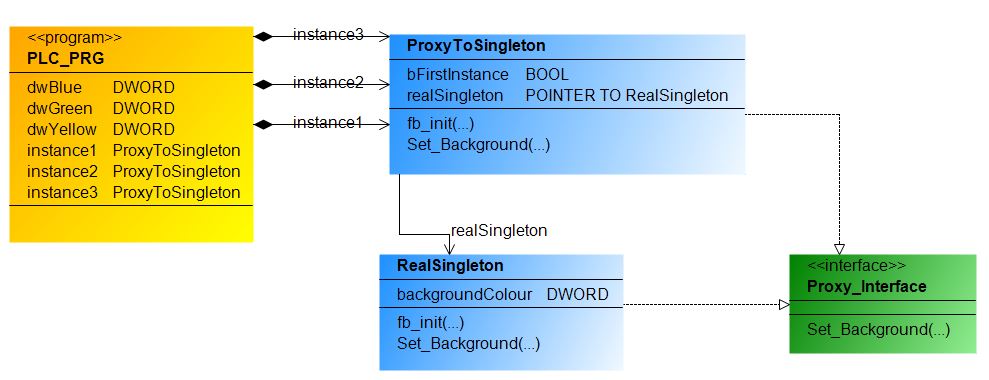 <<program>>
PLC_PRG
dwBlue DWORD
dwGreen DWORD
dwYellow DWORD
instance1 ProxyToSingleton
instance2 ProxyToSingleton
instance3 ProxyToSingleton
instance3
instance2
instance1
ProxyToSingleton
bFirstInstance BOOL
realSingleton POINTER TO RealSingleton
fb_init(...)
Set_Background(...)
realSingleton
RealSingleton
backgroundColour DWORD
fb_init(...)
Set_Background(...)
<<interface>>
Proxy_Interface
Set_Background(...)